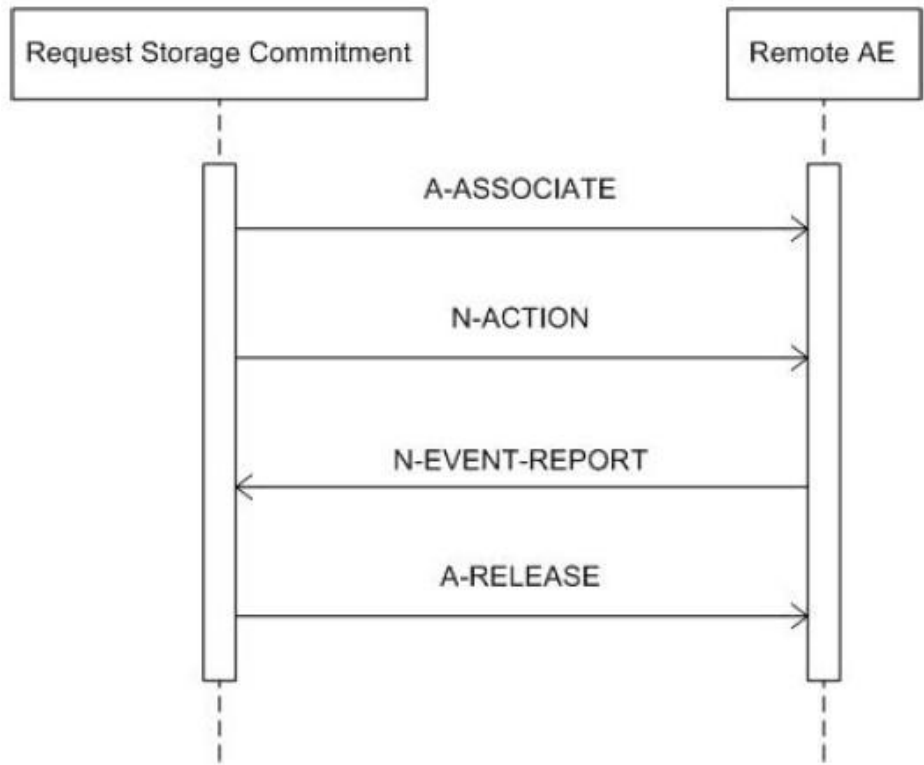 Request Storage Commitment
Remote AE
A-ASSOCIATE
N-ACTION
N-EVENT-REPORT
A-RELEASE